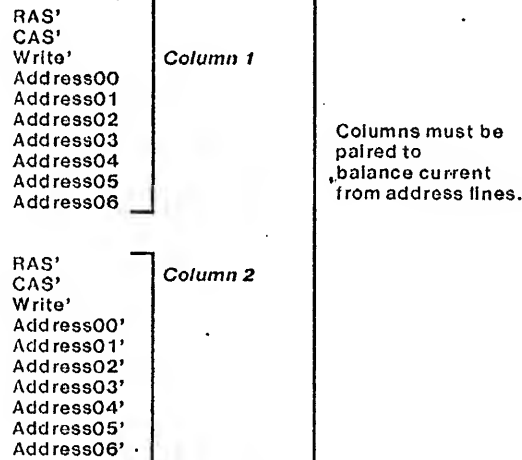 RAS'
CAS'
Write'
Address00
Address01
Address02
Address03
Address04
Address05
Address06
Column 1
Columns must be
paired to
balance current
from address lines.
RAS'
CAS'
Write'
Address00'
Address01'
Address02'
Address03'
Address04'
Address05'
Address06'
Column 2